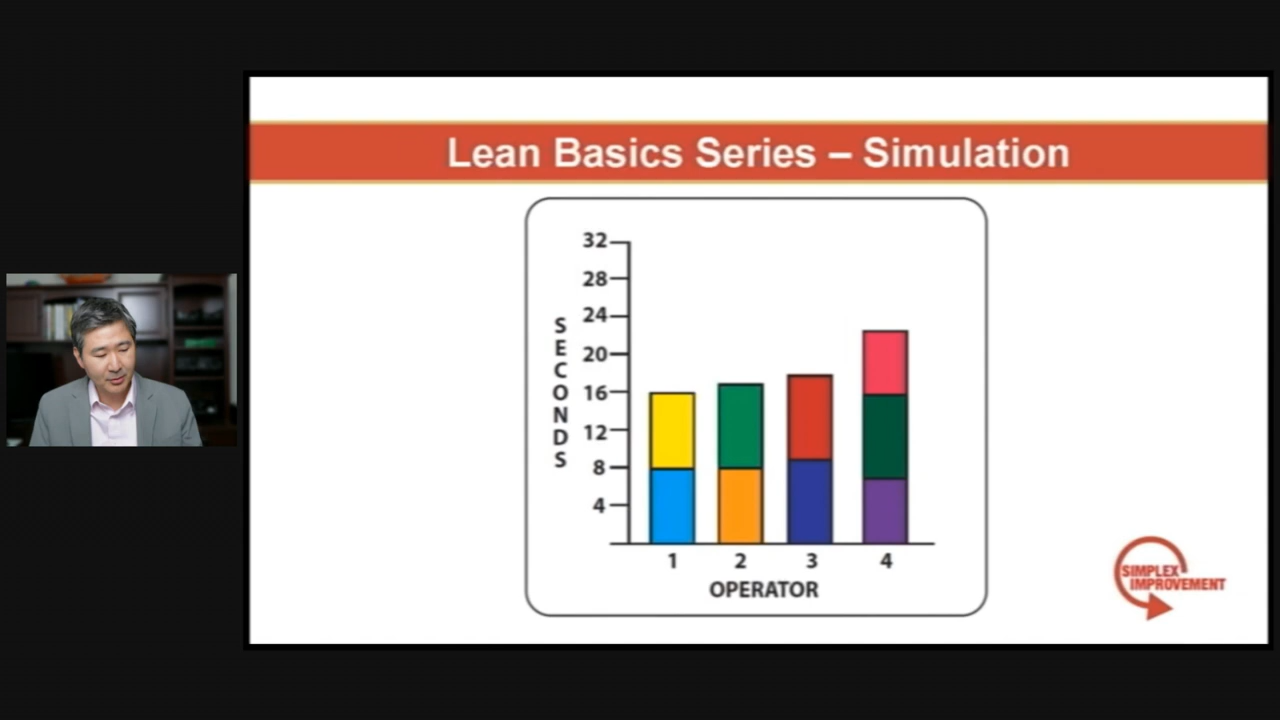 Lean Basics Series – Simulation
SECONDS
32
28
24
20
16
12
8
4
1 2 3 4
OPERATOR
SIMPLEX
IMPROVEMENT